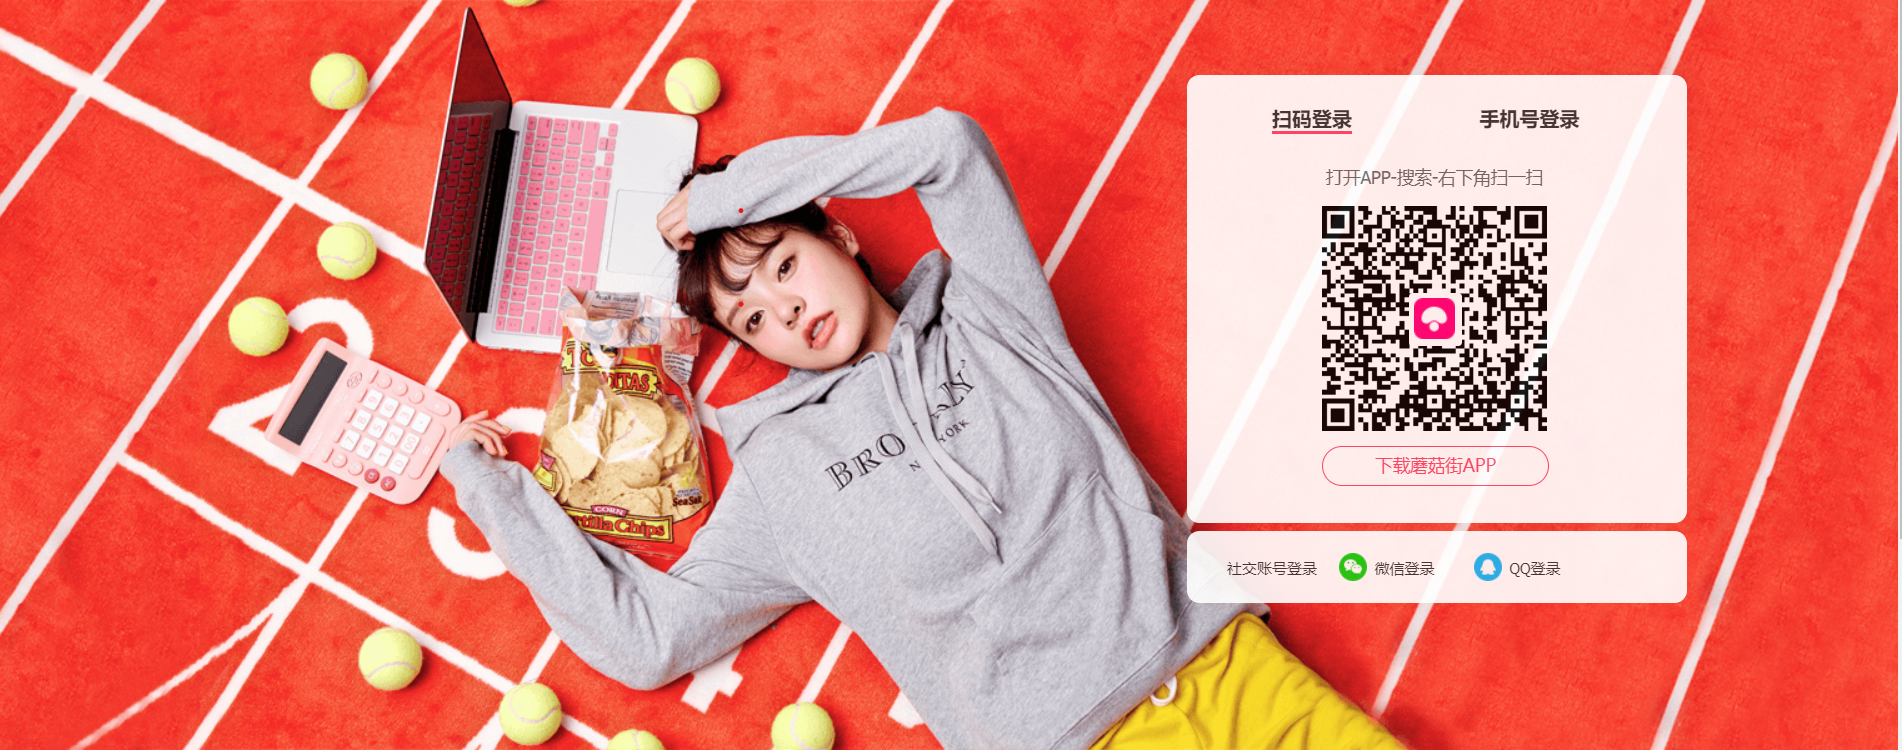 扫码登录
手机号登录
打开APP-搜索-右下角扫一扫
下载蘑菇街APP
社交账号登录
微信登录
QQ登录
CORN
Tortilla Chips
Sea Salt
2